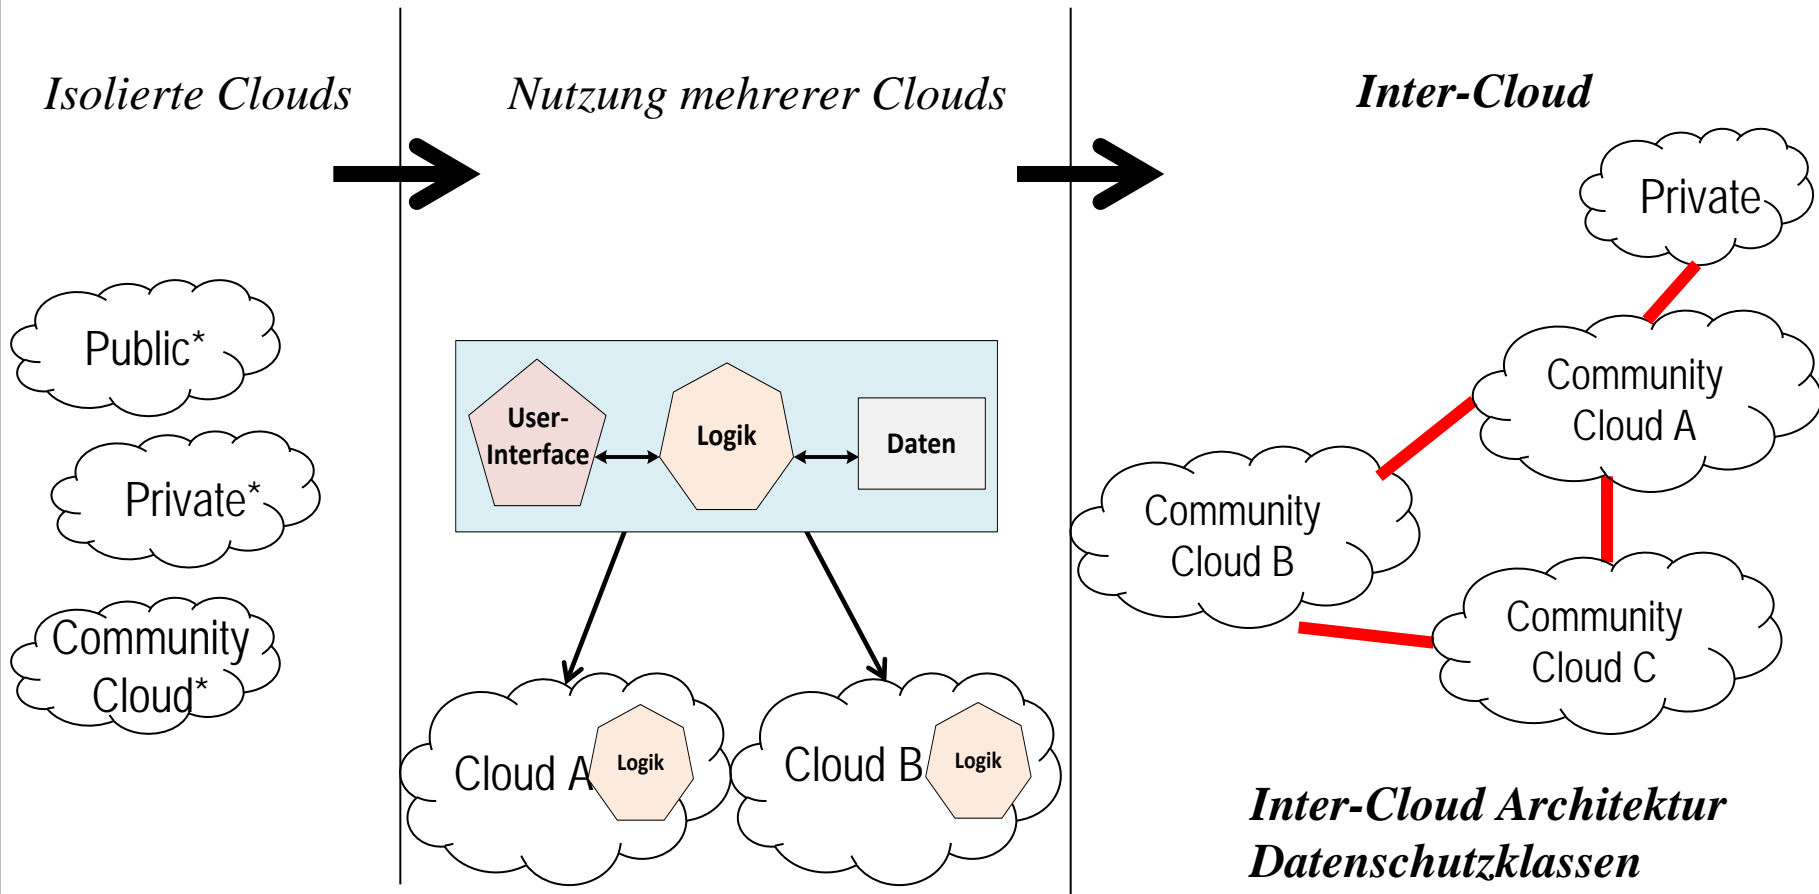 Isolierte Clouds
Public*
Private*
Community
Cloud*
Nutzung mehrerer Clouds
User-
Interface
Logik
Daten
Cloud A
Logik
Cloud B
Logik
Inter-Cloud
Private
Community
Cloud A
Community
Cloud B
Community
Cloud C
Inter-Cloud Architektur
Datenschutzklassen